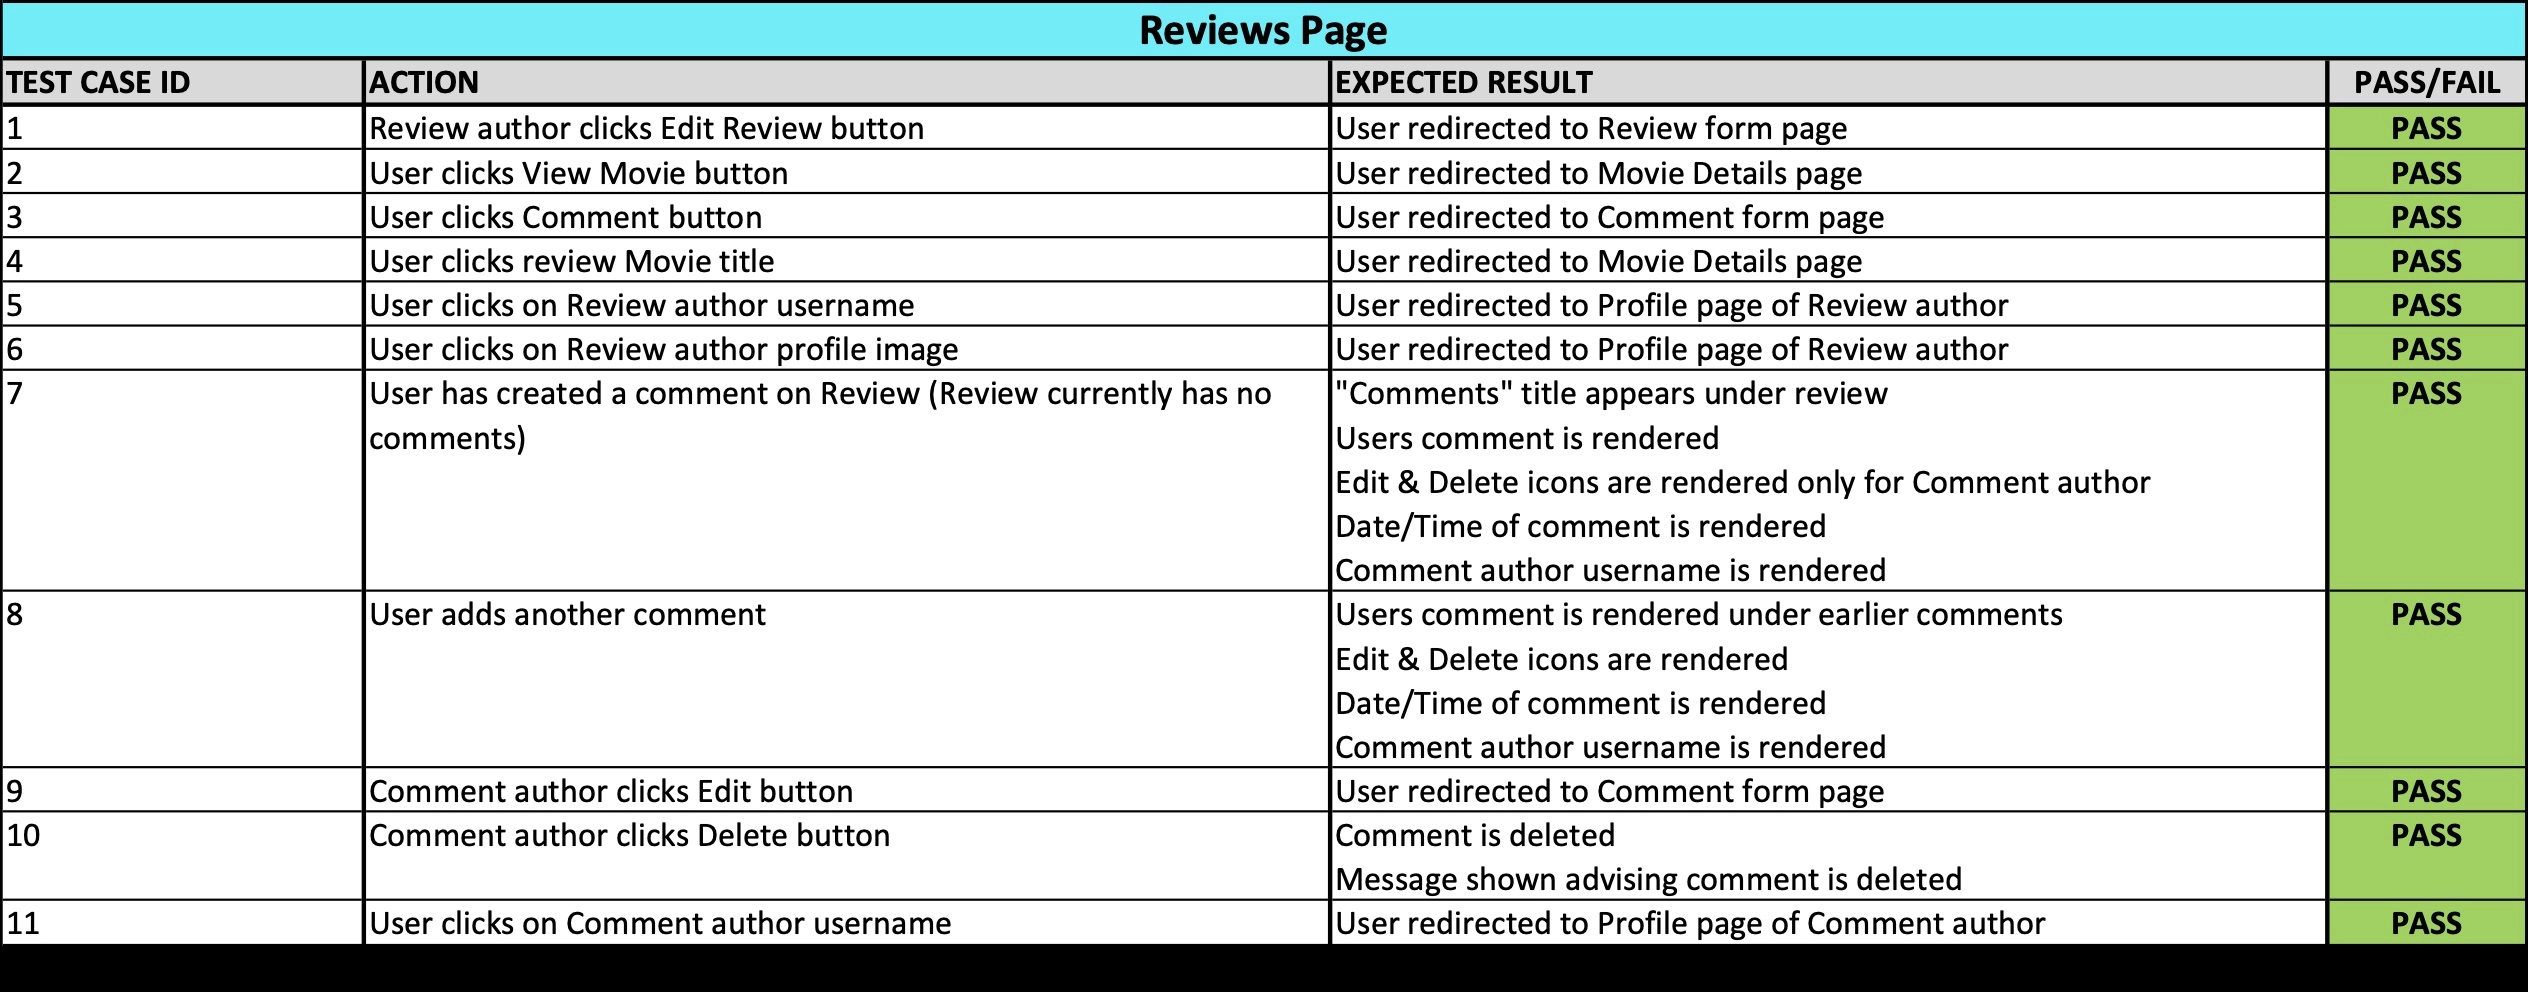 Reviews Page
TEST CASE ID ACTION EXPECTED RESULT PASS/FAIL
1 Review author clicks Edit Review button User redirected to Review form page PASS
2 User clicks View Movie button User redirected to Movie Details page PASS
3 User clicks Comment button User redirected to Comment form page PASS
4 User clicks review Movie title User redirected to Movie Details page PASS
5 User clicks on Review author username User redirected to Profile page of Review author PASS
6 User clicks on Review author profile image User redirected to Profile page of Review author PASS
7 User has created a comment on Review (Review currently has no "Comments" title appears under review PASS
comments) Users comment is rendered
Edit & Delete icons are rendered only for Comment author
Date/Time of comment is rendered
Comment author username is rendered
8 User adds another comment Users comment is rendered under earlier comments PASS
Edit & Delete icons are rendered
Date/Time of comment is rendered
Comment author username is rendered
9 Comment author clicks Edit button User redirected to Comment form page PASS
10 Comment author clicks Delete button Comment is deleted PASS
Message shown advising comment is deleted
11 User clicks on Comment author username User redirected to Profile page of Comment author PASS